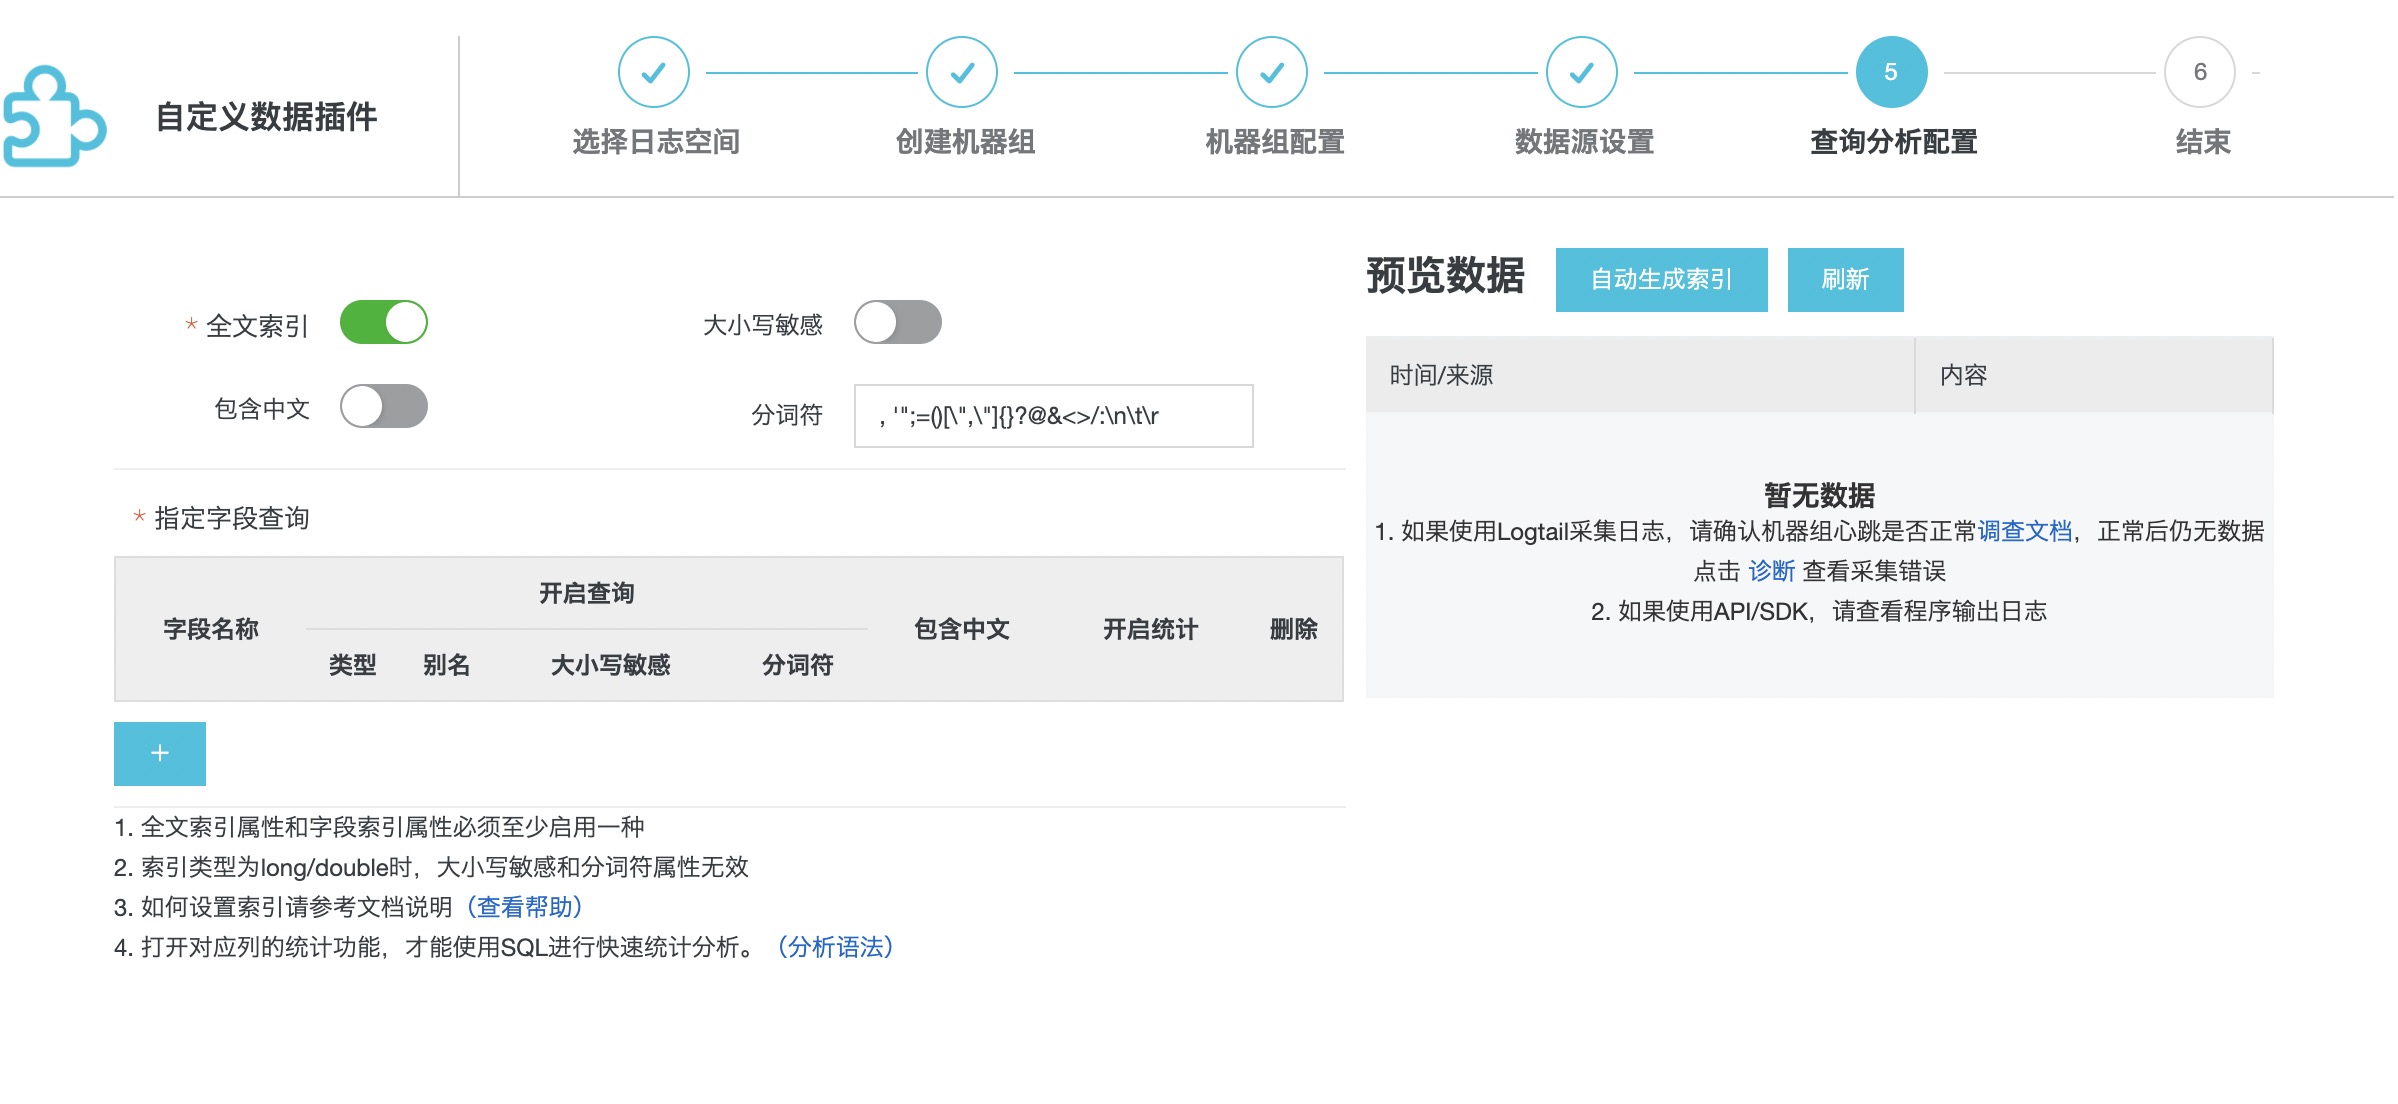 自定义数据插件
5
6
选择日志空间
创建机器组
机器组配置
数据源设置
查询分析配置
结束
* 全文索引
大小写敏感
包含中文
分词符
, '";=()[\",\"]{}?@&<>/:\n\t\r
* 指定字段查询
字段名称
开启查询
类型
别名
大小写敏感
分词符
包含中文
开启统计
删除
+
1. 全文索引属性和字段索引属性必须至少启用一种
2. 索引类型为long/double时，大小写敏感和分词符属性无效
3. 如何设置索引请参考文档说明（查看帮助）
4. 打开对应列的统计功能，才能使用SQL进行快速统计分析。（分析语法）
预览数据
自动生成索引
刷新
时间/来源
内容
暂无数据
1. 如果使用Logtail采集日志，请确认机器组心跳是否正常调查文档，正常后仍无数据
点击 诊断 查看采集错误
2. 如果使用API/SDK，请查看程序输出日志